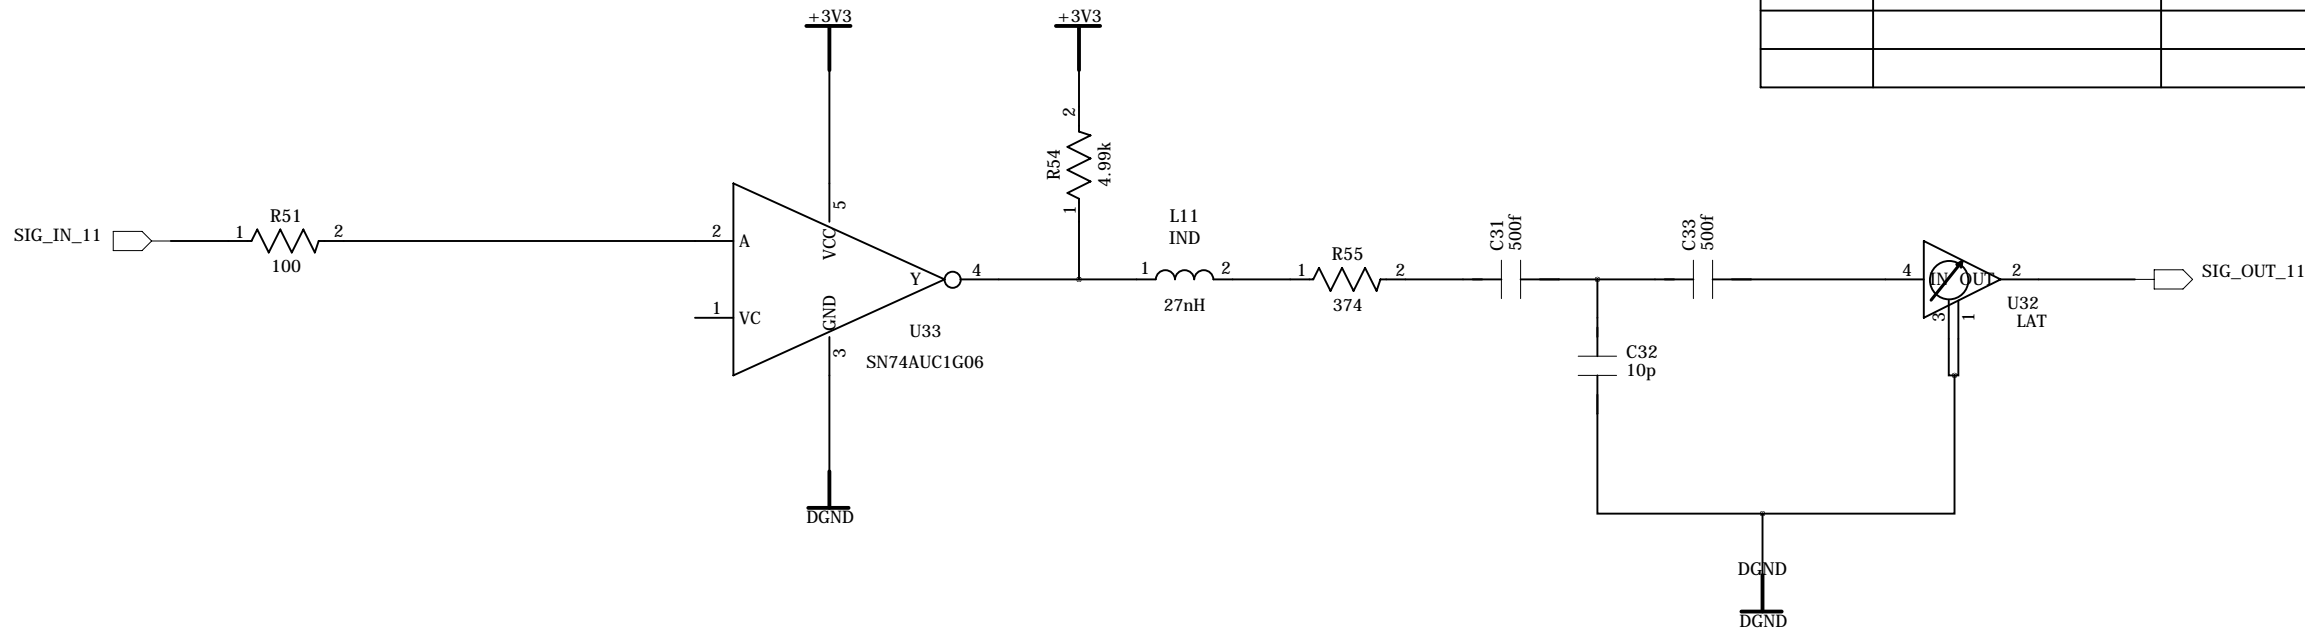 +3V3
+3V3
2
R54
4.99k
1
SIG_IN_11
1
R51
2
100
2
A
5
VCC
Y
4
1
VC
GND
3
U33
SN74AUC1G06
L11
IND
1
2
27nH
R55
1
2
374
C31
500f
C33
500f
C32
10p
4
IN
OUT
2
3
1
U32
LAT
SIG_OUT_11
DGND
DGND
DGND